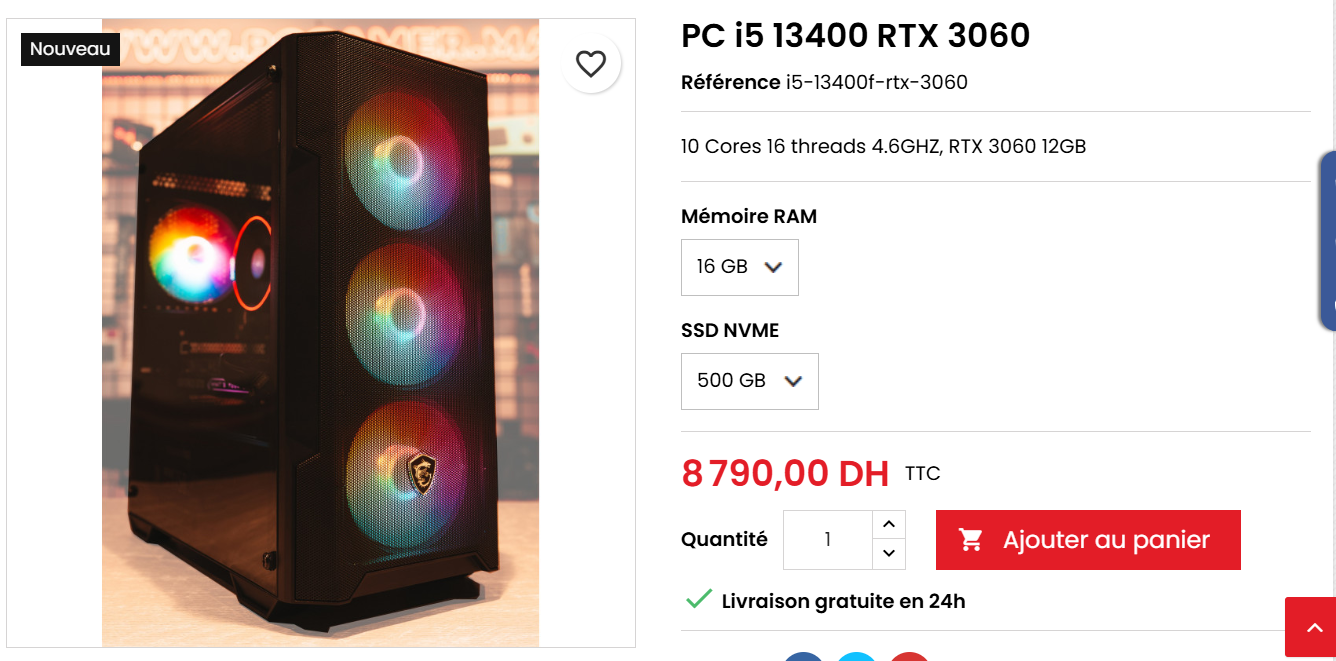 Nouveau
PC i5 13400 RTX 3060
Référence i5-13400f-rtx-3060
10 Cores 16 threads 4.6GHZ, RTX 3060 12GB
Mémoire RAM
16 GB
SSD NVME
500 GB
8 790,00 DH TTC
Quantité 1 Ajouter au panier
Livraison gratuite en 24h